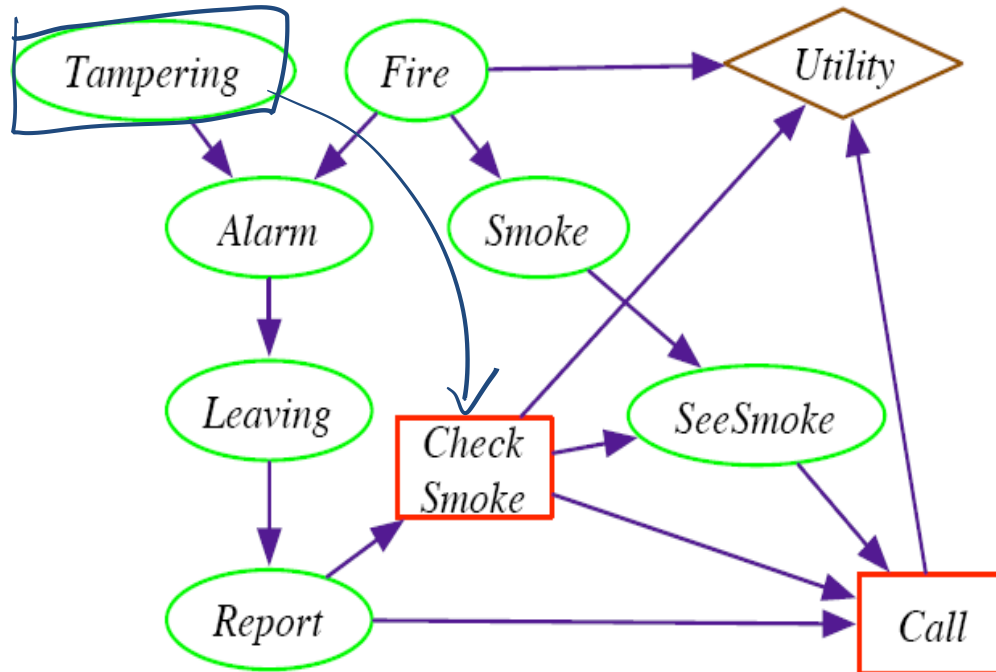 Tampering
Fire
Utility
Alarm
Smoke
Leaving
Check
Smoke
SeeSmoke
Report
Call